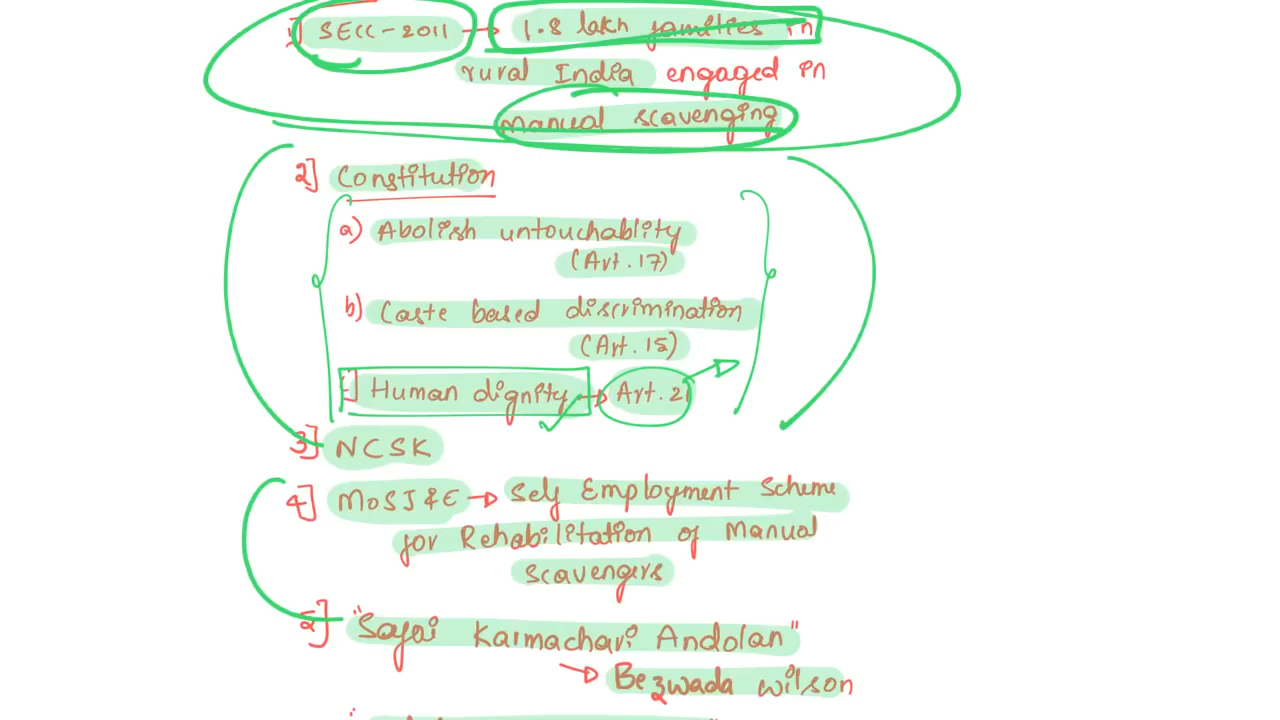 1] SECC-2011 → 1.8 lakh families in
rural India engaged in
manual scavenging
2] Constitution
a) Abolish untouchablity
(Art.17)
b) Caste based discrimination
(Art.15)
Human dignity → Art.21
3] NCSK
4] MoSJ&E → Self Employment Scheme
for Rehabilitation of Manual
Scavengers
5] "Safai Karmachari Andolan"
→ Bezwada wilson